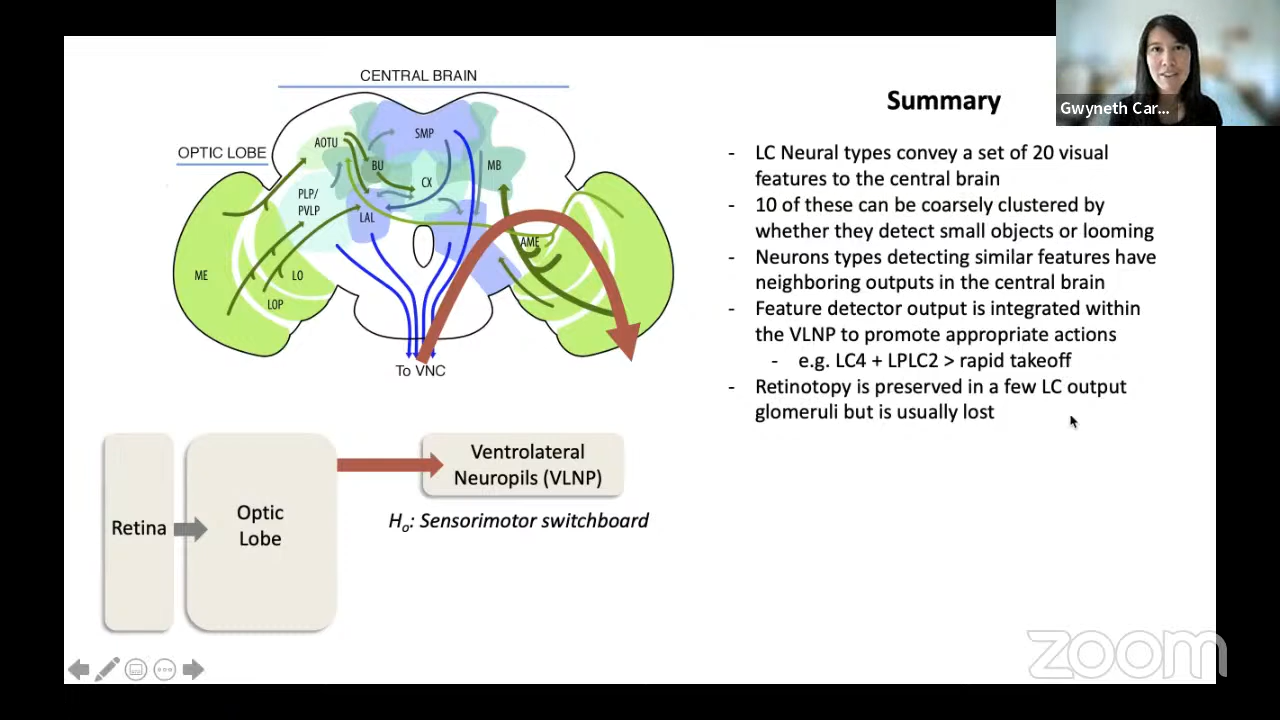 Gwyneth Car...
CENTRAL BRAIN
OPTIC LOBE
AOTU
SMP
BU
MB
CX
PLP/
PVLP
LAL
AME
ME
LO
LOP
To VNC
Summary
- LC Neural types convey a set of 20 visual
features to the central brain
- 10 of these can be coarsely clustered by
whether they detect small objects or looming
- Neurons types detecting similar features have
neighboring outputs in the central brain
- Feature detector output is integrated within
the VLNP to promote appropriate actions
- e.g. LC4 + LPLC2 > rapid takeoff
- Retinotopy is preserved in a few LC output
glomeruli but is usually lost
Retina
Optic
Lobe
Ventrolateral
Neuropils (VLNP)
Ho: Sensorimotor switchboard
zoom